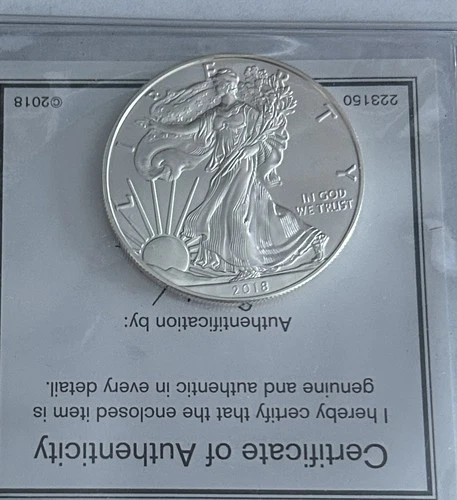 LIBERTY
IN GOD
WE TRUST
2018
Certificate of Authenticity
I hereby certify that the enclosed item is
genuine and authentic in every detail.
Authentification by:
223150
©2018